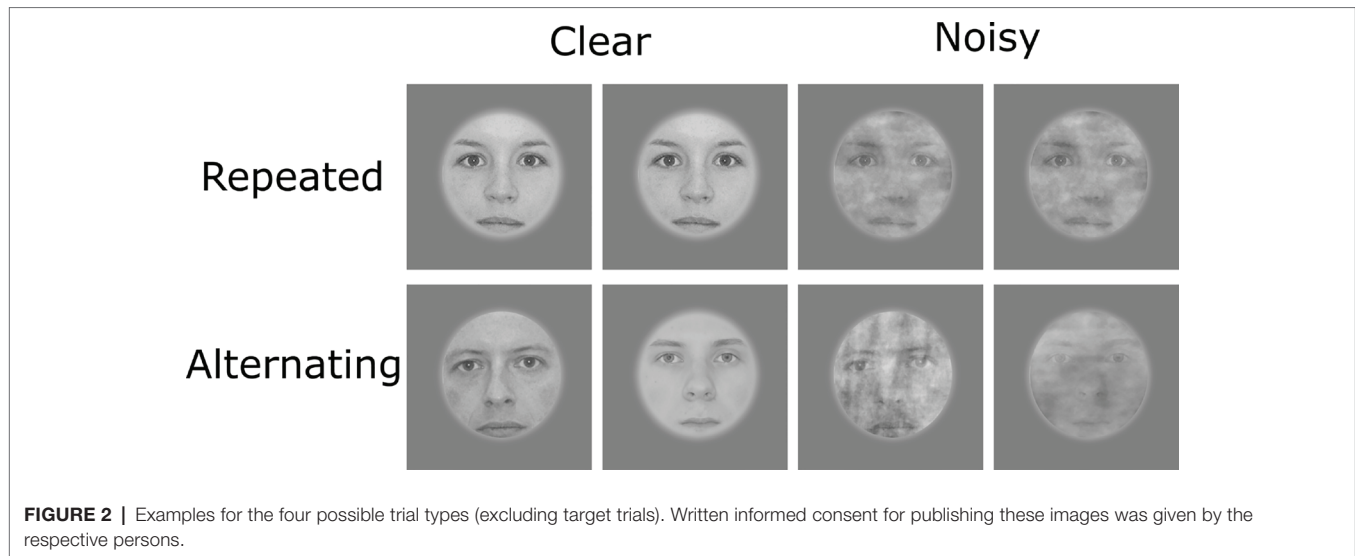 Clear Noisy
Repeated
Alternating
FIGURE 2 | Examples for the four possible trial types (excluding target trials). Written informed consent for publishing these images was given by the
respective persons.